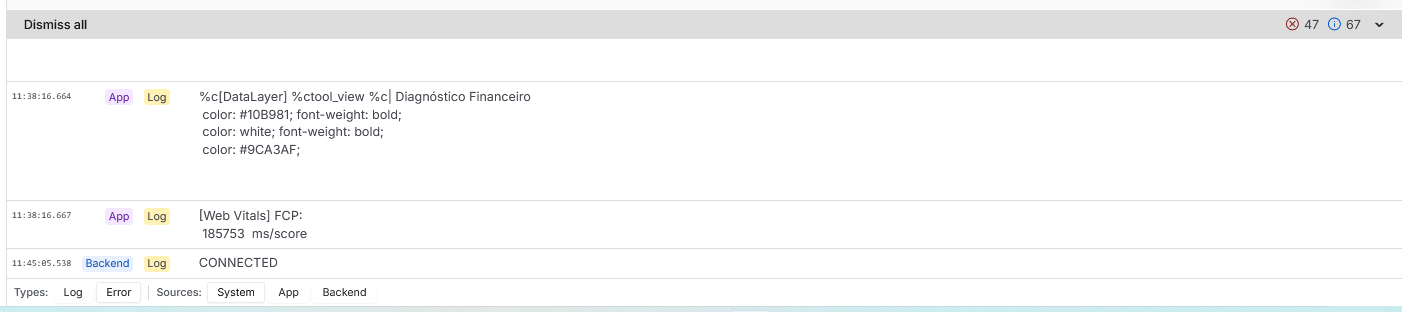 Dismiss all 47 67
11:38:16.664 App Log %c[DataLayer] %ctool_view %c| Diagnóstico Financeiro
color: #10B981; font-weight: bold;
color: white; font-weight: bold;
color: #9CA3AF;
11:38:16.667 App Log [Web Vitals] FCP:
185753 ms/score
11:45:05.538 Backend Log CONNECTED
Types: Log Error Sources: System App Backend